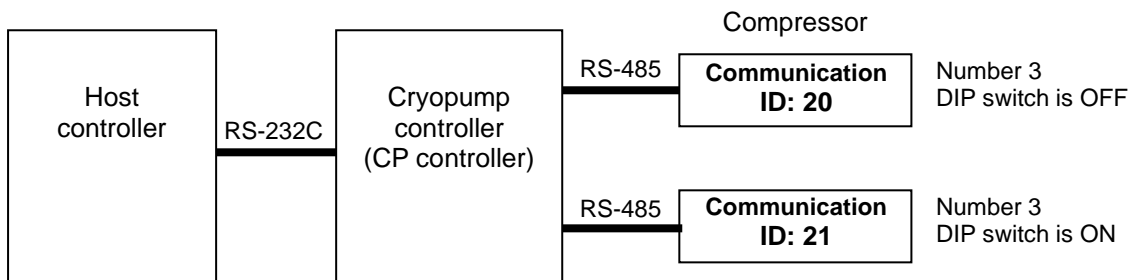 Compressor
Host
controller
RS-232C
Cryopump
controller
(CP controller)
RS-485
Communication
ID: 20
Number 3
DIP switch is OFF
RS-485
Communication
ID: 21
Number 3
DIP switch is ON